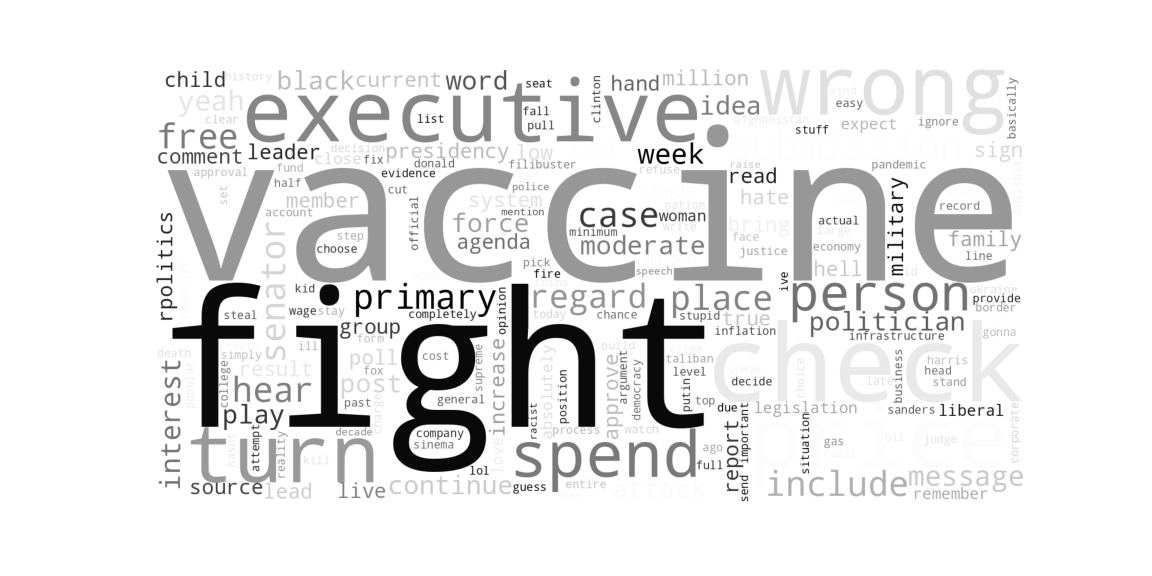 child
history
black
current
word
seat
clinton
hand
million
wrong
mind
easy
basically
yeah
clear
executive
list
fall
pull
idea
afghanistan
stuff
expect
ignore
free
comment
leader
decision
close
fix
presidency
low
filibuster
week
submission
sign
approval
fund
donald
evidence
refuse
raise
read
pandemic
set
half
member
cut
system
police
nation
hate
military
record
vaccine
account
official
mention
case
woman
write
bring
actual
large
family
rpolitics
senator
step
choose
force
agenda
minimum
moderate
face
justice
economy
line
pick
fire
speech
hell
ive
kid
primary
opinion
china
regard
place
person
ukraine
provide
border
steal
wage
stay
completely
today
chance
stupid
true
inflation
politician
gonna
infrastructure
fight
group
form
ill
simply
result
poll
fox
cost
supreme
increase
absolutely
build
approve
argument
democracy
taliban
level
putin
check
speak
decide
choice
late
business
harris
head
stand
death
popular
interest
college
hear
post
past
charge
general
position
top
due
legislation
sanders
liberal
corporate
play
turn
decade
company
sinema
racist
process
watch
ago
report
important
price
situation
gas
oil
judge
fault
hasnt
attempt
reality
kill
love
lol
spend
full
send
source
lead
live
continue
guess
entire
attack
include
message
remember